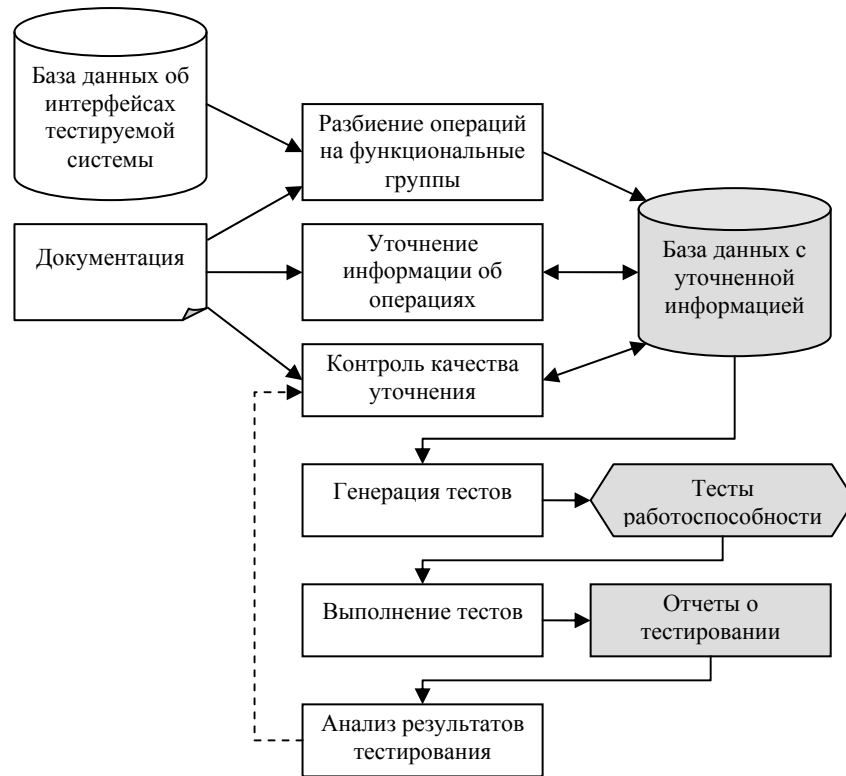 База данных об
интерфейсах
тестируемой
системы
Разбиение операций
на функциональные
группы
Документация
Уточнение
информации об
операциях
База данных с
уточненной
информацией
Контроль качества
уточнения
Генерация тестов
Тесты
работоспособности
Выполнение тестов
Отчеты о
тестировании
Анализ результатов
тестирования